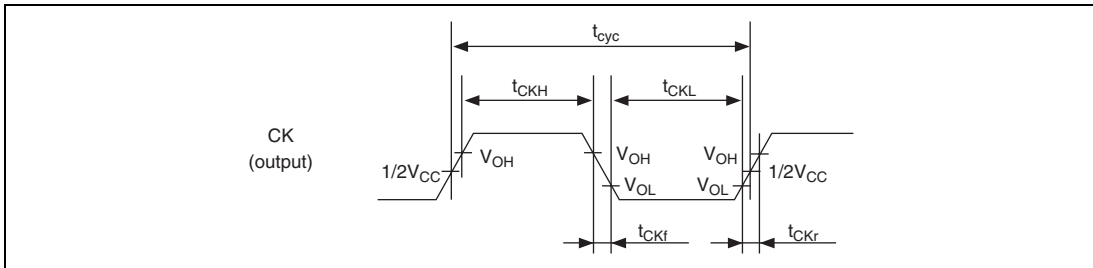 tcyc
tCKH tCKL
CK
(output)
VOH VOH VOH
1/2VCC 1/2VCC
VOL VOL
tCKf tCKr